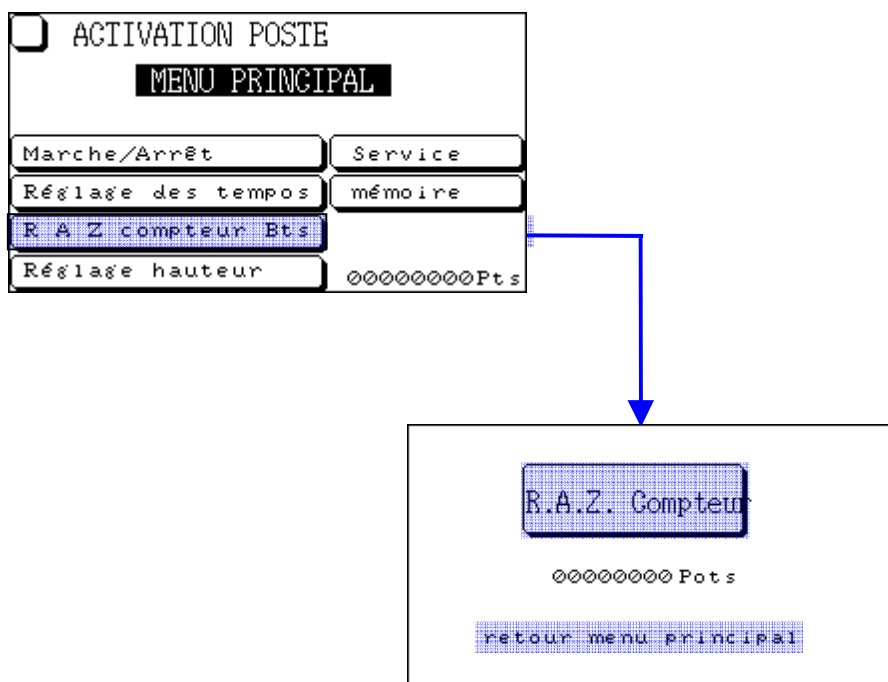 ACTIVATION POSTE
MENU PRINCIPAL
Marche/Arrêt
Service
Réglage des tempos
mémoire
R A Z compteur Bts
Réglage hauteur
00000000Pts
R.A.Z. Compteur
00000000 Pots
retour menu principal